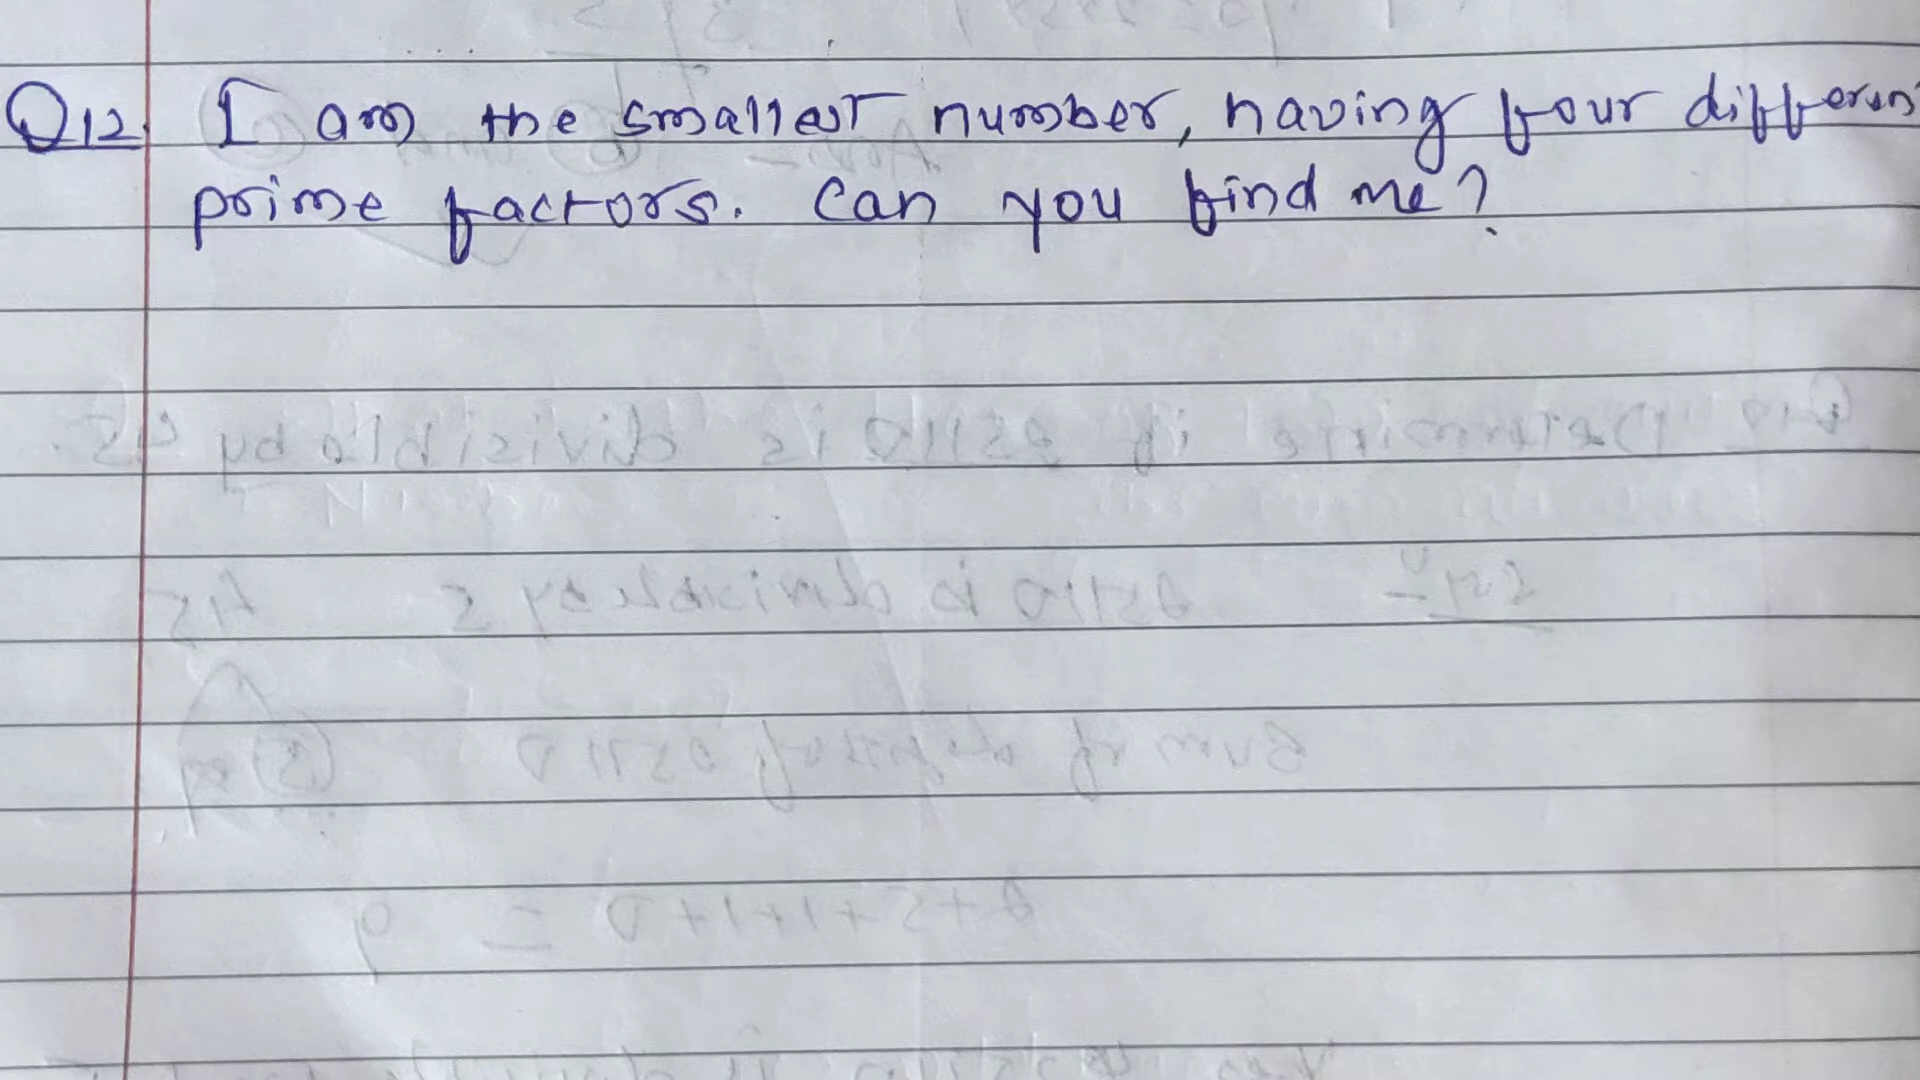 Q12 I am the smallest number, having four different
prime factors. Can you find me?